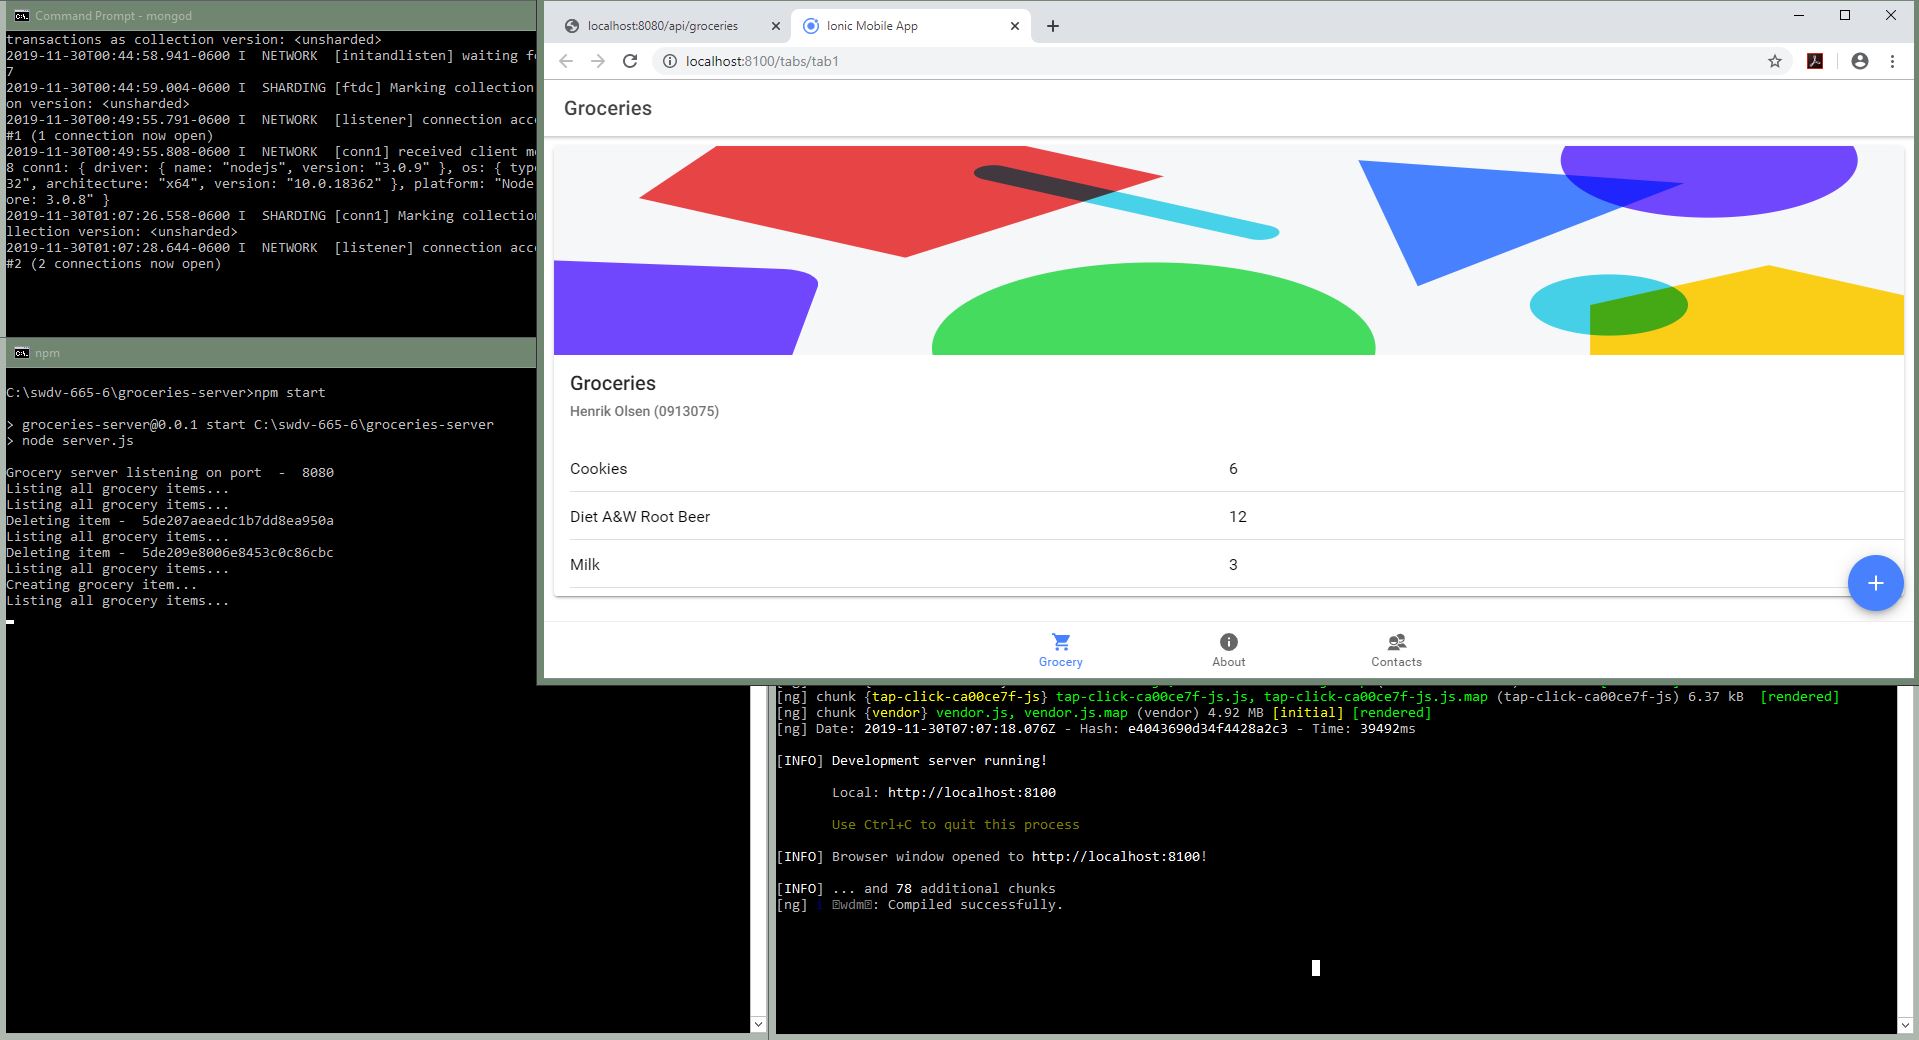 Command Prompt - mongod
transactions as collection version: <unsharded>
2019-11-30T00:44:58.941-0600 I  NETWORK  [initandlisten] waiting
7
2019-11-30T00:44:59.004-0600 I  SHARDING [ftdc] Marking collection
on version: <unsharded>
2019-11-30T00:49:55.791-0600 I  NETWORK  [listener] connection acc
#1 (1 connection now open)
2019-11-30T00:49:55.808-0600 I  NETWORK  [conn1] received client m
8 conn1: { driver: { name: "nodejs", version: "3.0.9" }, os: { typ
32", architecture: "x64", version: "10.0.18362" }, platform: "Node
ore: 3.0.8" }
2019-11-30T01:07:26.558-0600 I  SHARDING [conn1] Marking collectio
llection version: <unsharded>
2019-11-30T01:07:28.644-0600 I  NETWORK  [listener] connection acc
#2 (2 connections now open)
npm
C:\swdv-665-6\groceries-server>npm start
> groceries-server@0.0.1 start C:\swdv-665-6\groceries-server
> node server.js
Grocery server listening on port  -  8080
Listing all grocery items...
Listing all grocery items...
Deleting item -  5de207aeaedc1b7dd8ea950a
Listing all grocery items...
Deleting item -  5de209e8006e8453c0c86cbc
Listing all grocery items...
Creating grocery item...
Listing all grocery items...
localhost:8080/api/groceries
Ionic Mobile App
localhost:8100/tabs/tab1
Groceries
Groceries
Henrik Olsen (0913075)
Cookies 6
Diet A&W Root Beer 12
Milk 3
Grocery About Contacts
[ng] chunk {tap-click-ca00ce7f-js} tap-click-ca00ce7f-js.js, tap-click-ca00ce7f-js.js.map (tap-click-ca00ce7f-js) 6.37 kB  [rendered]
[ng] chunk {vendor} vendor.js, vendor.js.map (vendor) 4.92 MB [initial] [rendered]
[ng] Date: 2019-11-30T07:07:18.076Z - Hash: e4043690d34f4428a2c3 - Time: 39492ms
[INFO] Development server running!
Local: http://localhost:8100
Use Ctrl+C to quit this process
[INFO] Browser window opened to http://localhost:8100!
[INFO] ... and 78 additional chunks
[ng] i ｢wdm｣: Compiled successfully.